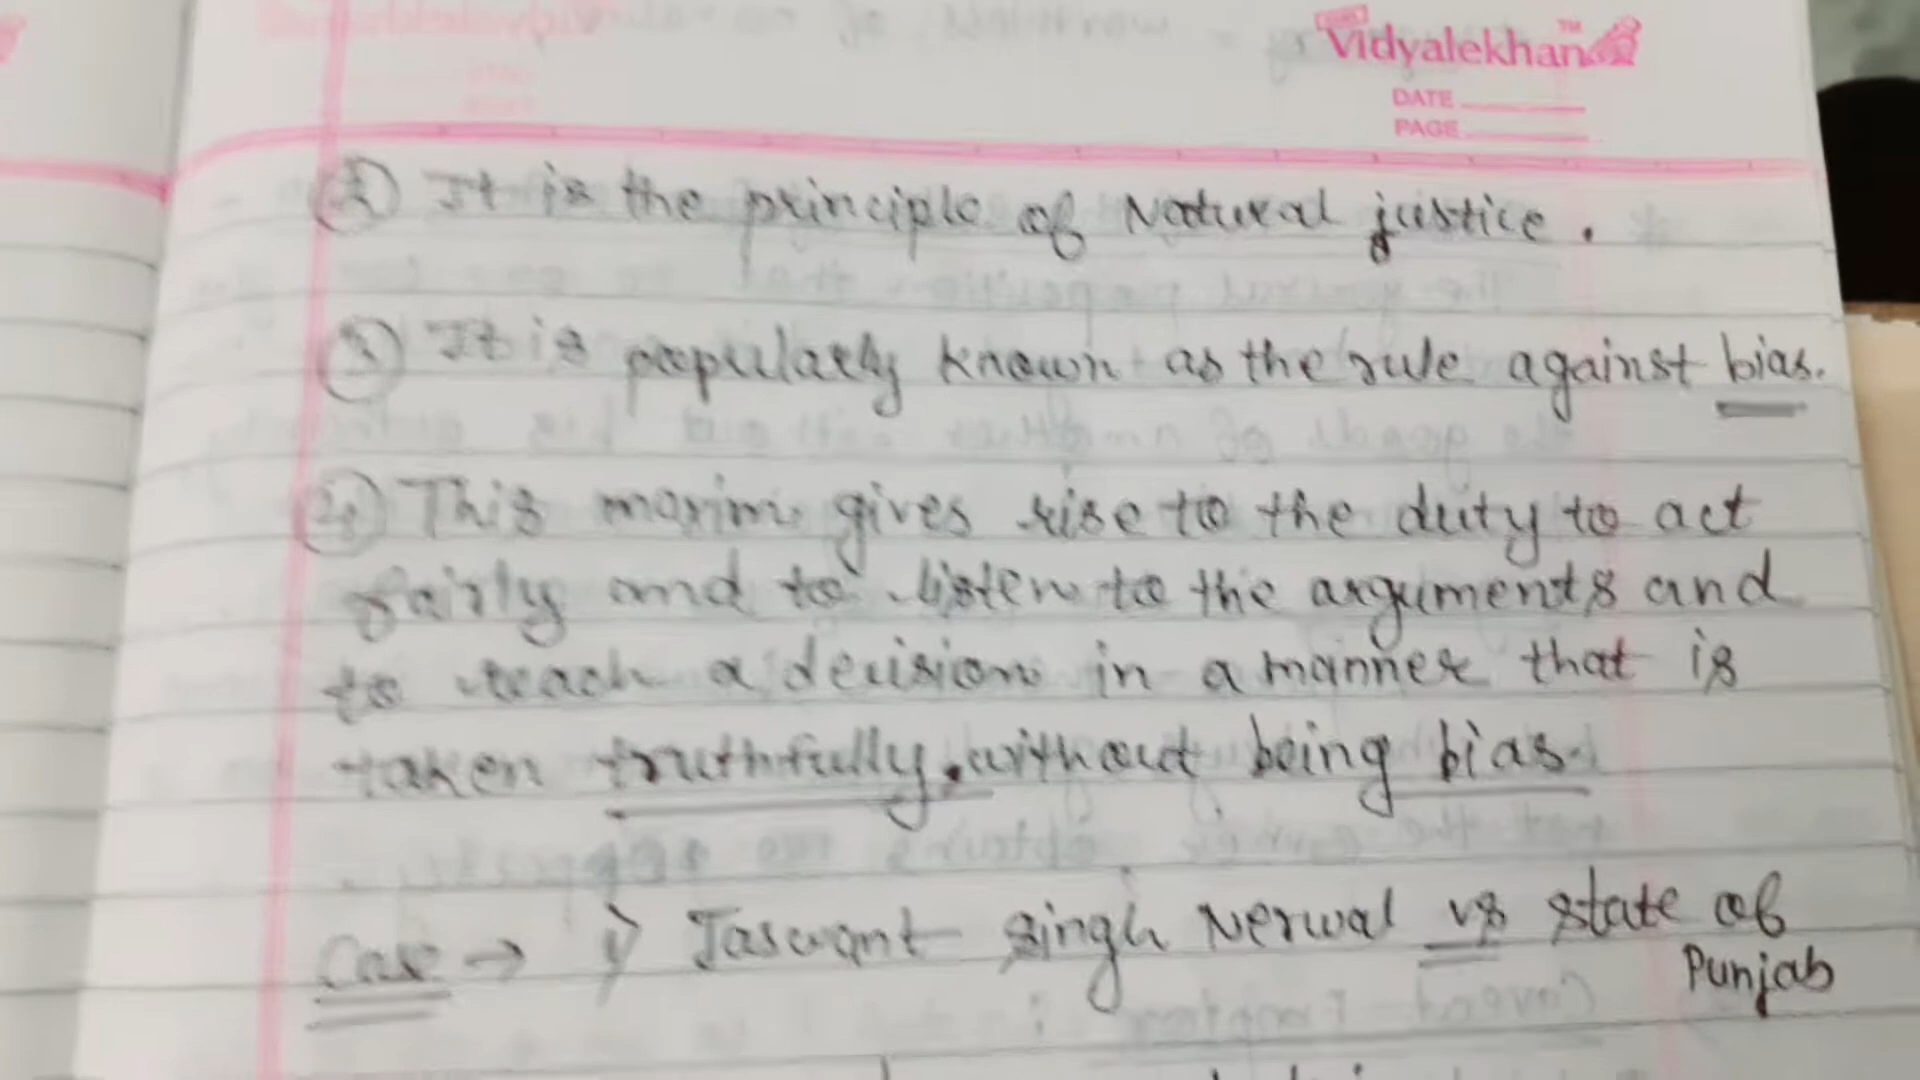 Vidyalekhan™
DATE
PAGE
② It is the principle of Natural justice.
③ It is popularly known as the rule against bias.
④ This maxim gives rise to the duty to act
fairly and to listen to the arguments and
to reach a decision in a manner that is
taken truthfully, without being bias.
Case → i) Jaswant singh Nerwal vs state of
Punjab